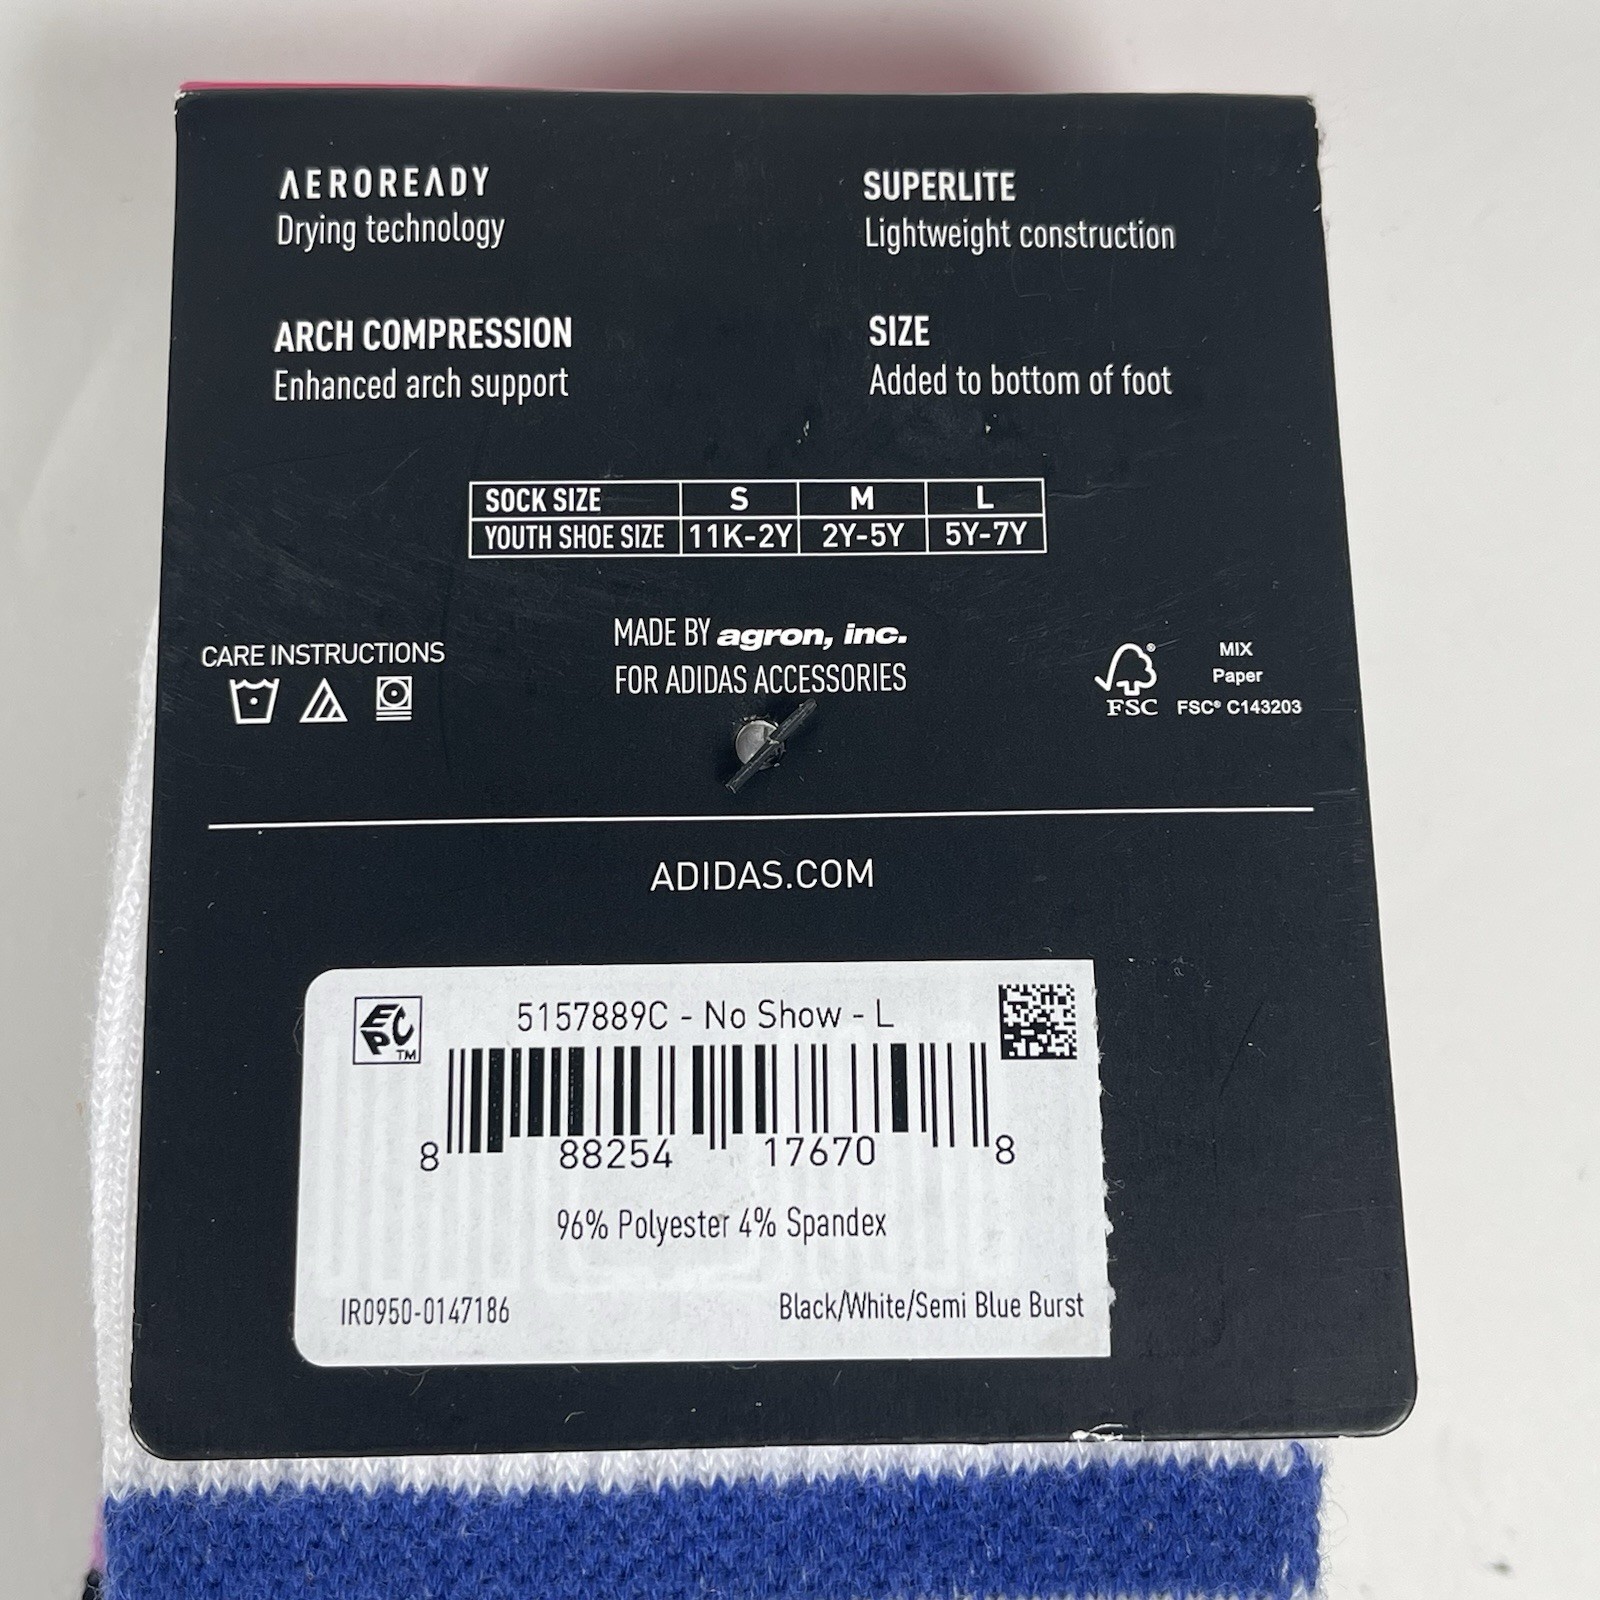 AEROREADY
Drying technology
SUPERLITE
Lightweight construction
ARCH COMPRESSION
Enhanced arch support
SIZE
Added to bottom of foot
SOCK SIZE S M L
YOUTH SHOE SIZE 11K-2Y 2Y-5Y 5Y-7Y
CARE INSTRUCTIONS
MADE BY agron, inc.
FOR ADIDAS ACCESSORIES
FSC®
MIX
Paper
FSC® C143203
ADIDAS.COM
EPC™
5157889C - No Show - L
8 88254 17670 8
96% Polyester 4% Spandex
IR0950-0147186
Black/White/Semi Blue Burst